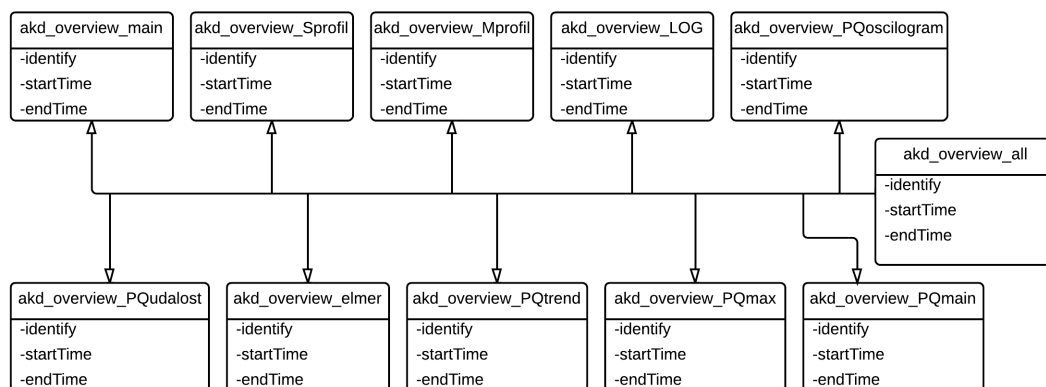 akd_overview_main
-identify
-startTime
-endTime
akd_overview_Sprofil
-identify
-startTime
-endTime
akd_overview_Mprofil
-identify
-startTime
-endTime
akd_overview_LOG
-identify
-startTime
-endTime
akd_overview_PQoscilogram
-identify
-startTime
-endTime
akd_overview_all
-identify
-startTime
-endTime
akd_overview_PQudalost
-identify
-startTime
-endTime
akd_overview_elmer
-identify
-startTime
-endTime
akd_overview_PQtrend
-identify
-startTime
-endTime
akd_overview_PQmax
-identify
-startTime
-endTime
akd_overview_PQmain
-identify
-startTime
-endTime